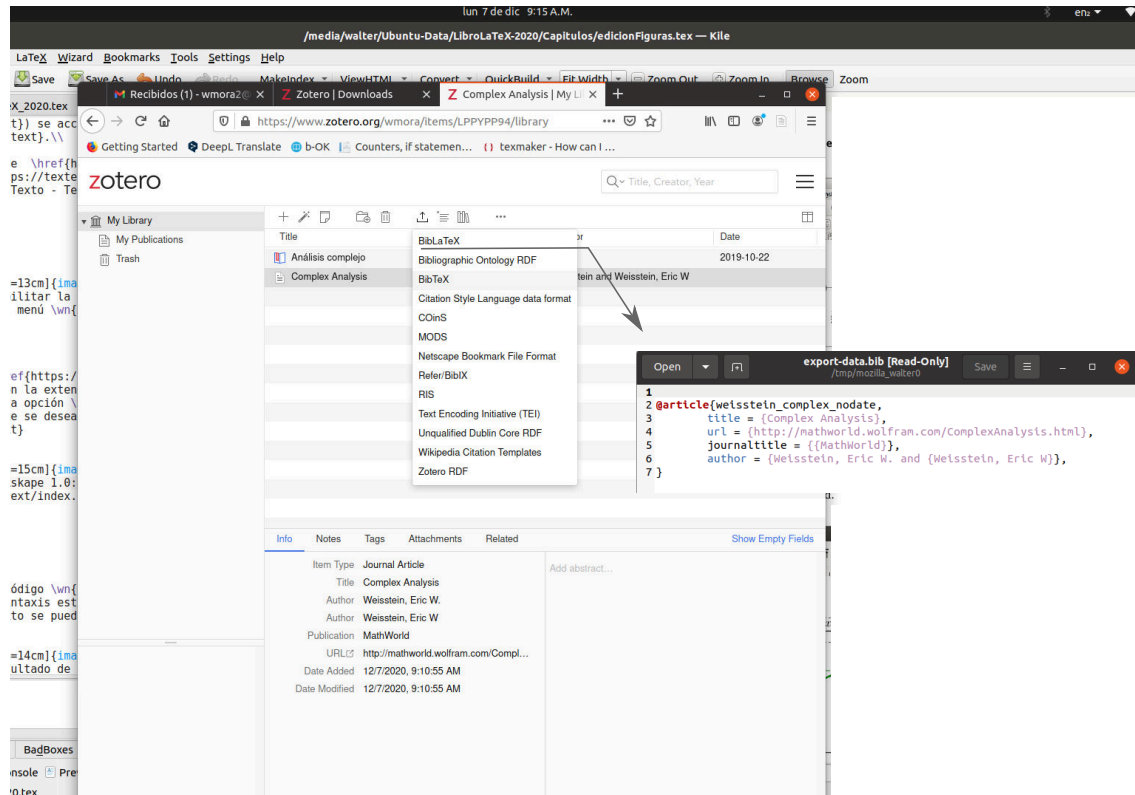 lun 7 de dic 9:15 A.M.
en₂
/media/walter/Ubuntu-Data/LibroLaTeX-2020/Capitulos/edicionFiguras.tex — Kile
LaTeX Wizard Bookmarks Tools Settings Help
Save Save As Undo Redo MakeIndex ViewHTML Convert QuickBuild Fit Width Zoom Out Zoom In Browse Zoom
X_2020.tex
Recibidos (1) - wmora2@
Zotero | Downloads
Complex Analysis | My Li
https://www.zotero.org/wmora/items/LPPYPP94/library
Getting Started DeepL Translate b-OK Counters, if statemen... texmaker - How can I ...
t}) se acc
text}.\\
e \href{h
ps://texte
Texto - Te
=13cm]{ima
ilitar la
menú \wn{
ef{https:/
n la exten
a opción \
e se desea
t}
=15cm]{ima
skape 1.0:
ext/index.
ódigo \wn{
ntaxis est
to se pued
=14cm]{ima
ultado de
BadBoxes
onsole Pre
20.tex
zotero
Title, Creator, Year
My Library
My Publications
Trash
Title
Date
Análisis complejo
2019-10-22
Complex Analysis
tein and Weisstein, Eric W
BibLaTeX
Bibliographic Ontology RDF
BibTeX
Citation Style Language data format
COinS
MODS
Netscape Bookmark File Format
Refer/BibIX
RIS
Text Encoding Initiative (TEI)
Unqualified Dublin Core RDF
Wikipedia Citation Templates
Zotero RDF
Open
export-data.bib [Read-Only]
/tmp/mozilla_walter0
Save
1
2 @article{weisstein_complex_nodate,
3 title = {Complex Analysis},
4 url = {http://mathworld.wolfram.com/ComplexAnalysis.html},
5 journaltitle = {{MathWorld}},
6 author = {Weisstein, Eric W. and {Weisstein, Eric W}},
7 }
Info Notes Tags Attachments Related
Show Empty Fields
Item Type Journal Article
Title Complex Analysis
Author Weisstein, Eric W.
Author Weisstein, Eric W
Publication MathWorld
URL http://mathworld.wolfram.com/Compl...
Date Added 12/7/2020, 9:10:55 AM
Date Modified 12/7/2020, 9:10:55 AM
Add abstract...